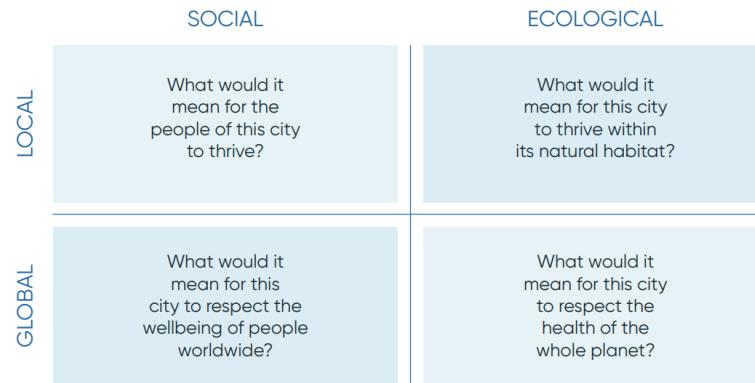 SOCIAL
ECOLOGICAL
LOCAL
What would it
mean for the
people of this city
to thrive?
What would it
mean for this city
to thrive within
its natural habitat?
GLOBAL
What would it
mean for this
city to respect the
wellbeing of people
worldwide?
What would it
mean for this city
to respect the
health of the
whole planet?